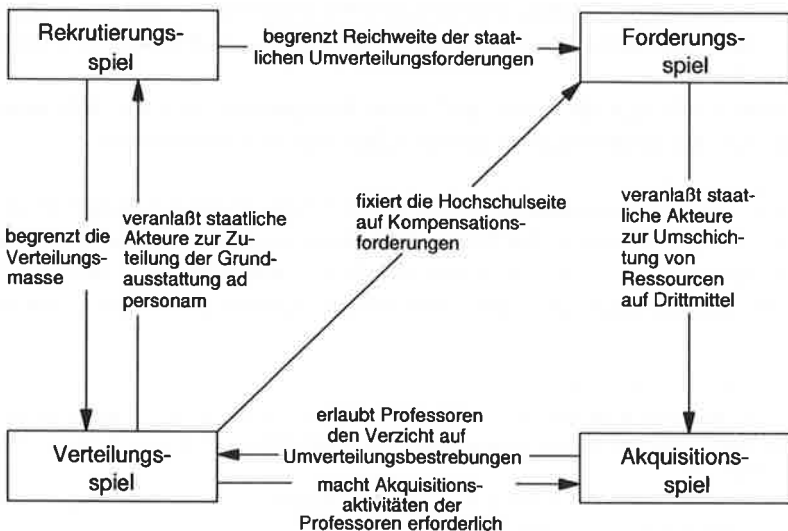 Rekrutierungs-
spiel
begrenzt Reichweite der staat-
lichen Umverteilungsforderungen
Forderungs-
spiel
begrenzt die
Verteilungs-
masse
veranlaßt staatliche
Akteure zur Zu-
teilung der Grund-
ausstattung ad
personam
fixiert die Hochschulseite
auf Kompensations-
forderungen
veranlaßt staat-
liche Akteure
zur Umschich-
tung von
Ressourcen
auf Drittmittel
Verteilungs-
spiel
erlaubt Professoren
den Verzicht auf
Umverteilungsbestrebungen
macht Akquisitions-
aktivitäten der
Professoren erforderlich
Akquisitions-
spiel